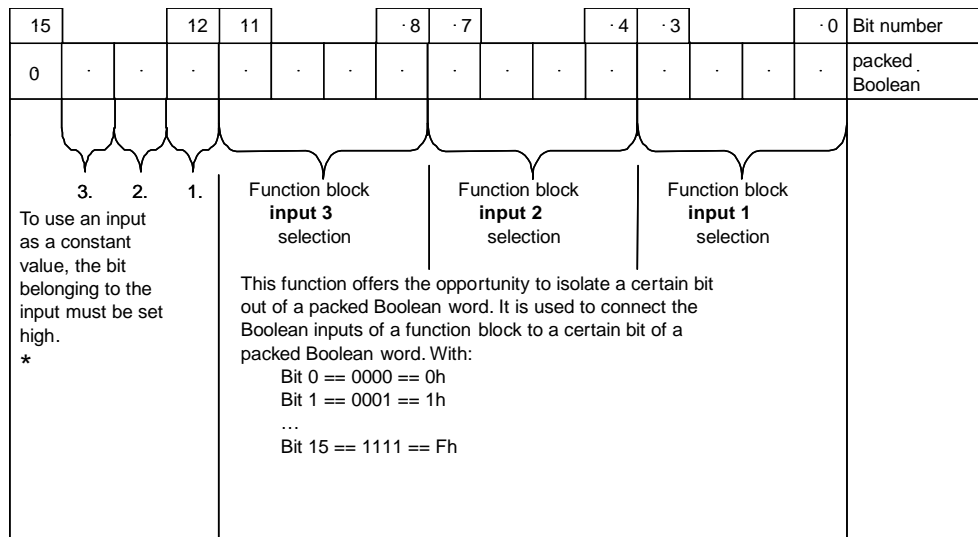 15 12 11 · 8 · 7 · 4 · 3 · 0 Bit number
0 · · · · · · · · · · · · · · · packed .
Boolean
3. 2. 1.
To use an input
as a constant
value, the bit
belonging to the
input must be set
high.
*
Function block
input 3
selection
Function block
input 2
selection
Function block
input 1
selection
This function offers the opportunity to isolate a certain bit
out of a packed Boolean word. It is used to connect the
Boolean inputs of a function block to a certain bit of a
packed Boolean word. With:
Bit 0 == 0000 == 0h
Bit 1 == 0001 == 1h
…
Bit 15 == 1111 == Fh